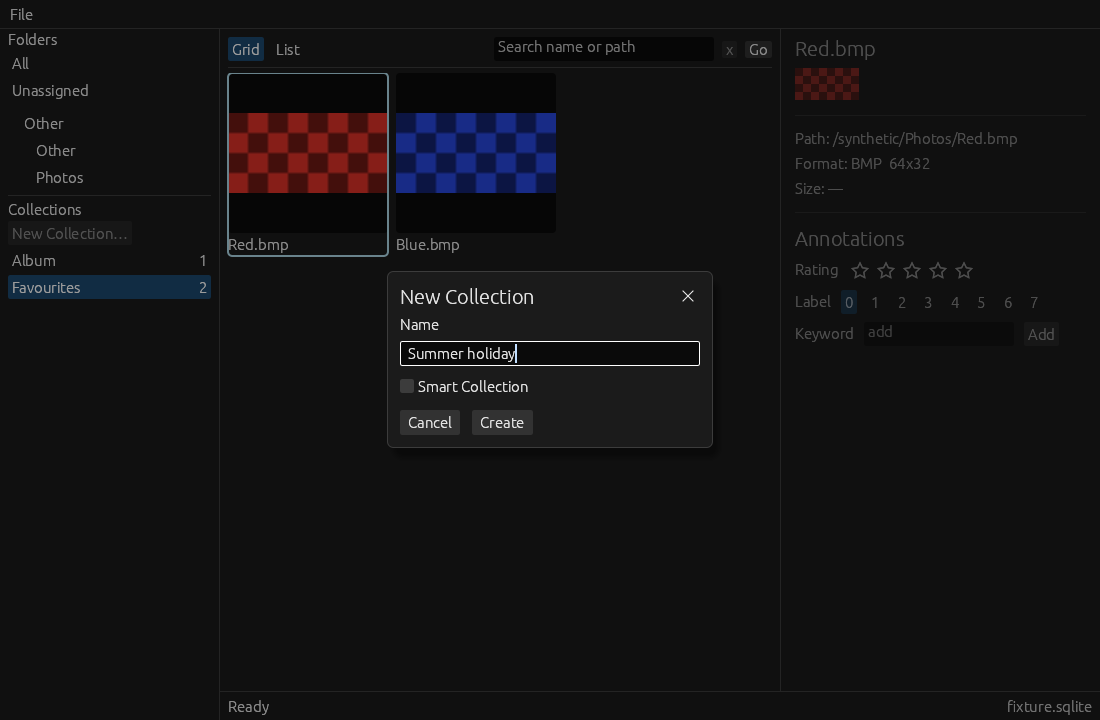 File
Folders
All
Unassigned
Other
Other
Photos
Collections
New Collection...
Album 1
Favourites 2
Grid List Search name or path x Go
Red.bmp Blue.bmp
New Collection
Name
Summer holiday
Smart Collection
Cancel Create
Red.bmp
Path: /synthetic/Photos/Red.bmp
Format: BMP 64x32
Size: —
Annotations
Rating
Label 0 1 2 3 4 5 6 7
Keyword add Add
Ready fixture.sqlite